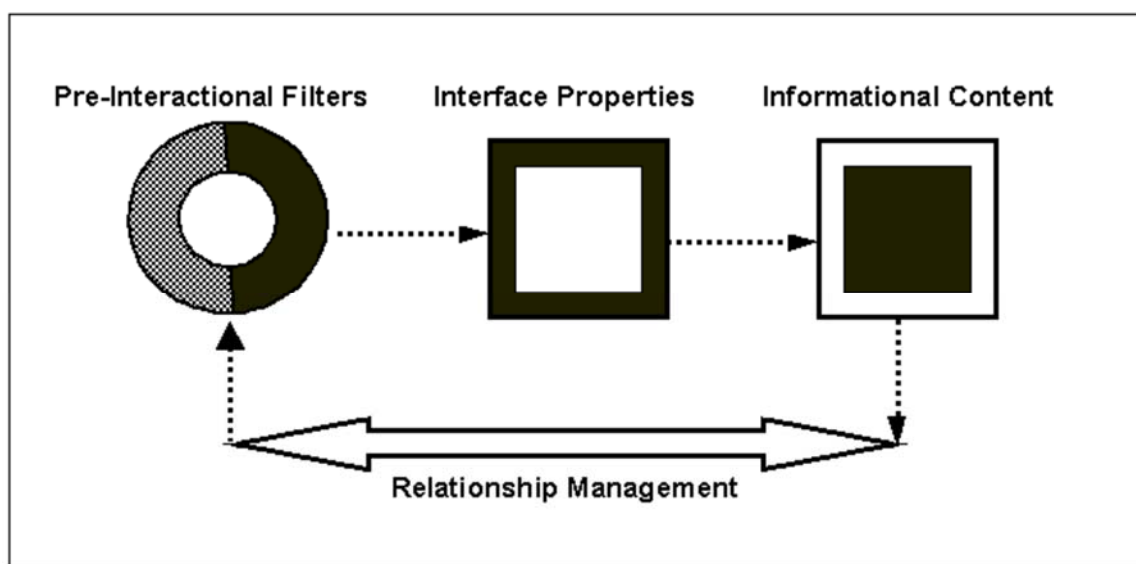 Pre-Interactional Filters
Interface Properties
Informational Content
Relationship Management